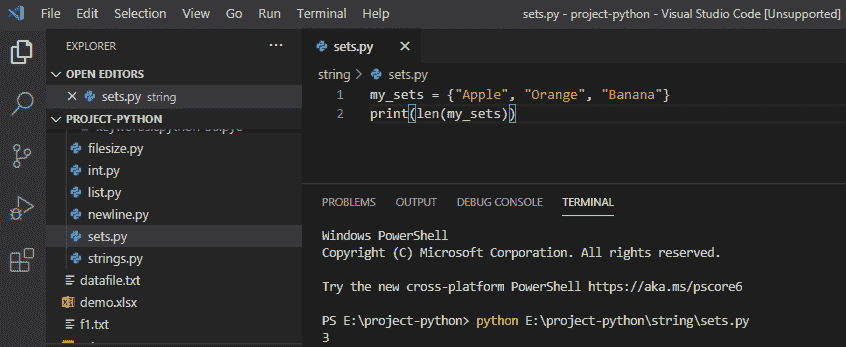 File Edit Selection View Go Run Terminal Help sets.py - project-python - Visual Studio Code [Unsupported]
EXPLORER
OPEN EDITORS
sets.py string
PROJECT-PYTHON
filesize.py
int.py
list.py
newline.py
sets.py
strings.py
datafile.txt
demo.xlsx
f1.txt
sets.py
string > sets.py
1 my_sets = {"Apple", "Orange", "Banana"}
2 print(len(my_sets))
PROBLEMS OUTPUT DEBUG CONSOLE TERMINAL
Windows PowerShell
Copyright (C) Microsoft Corporation. All rights reserved.
Try the new cross-platform PowerShell https://aka.ms/pscore6
PS E:\project-python> python E:\project-python\string\sets.py
3